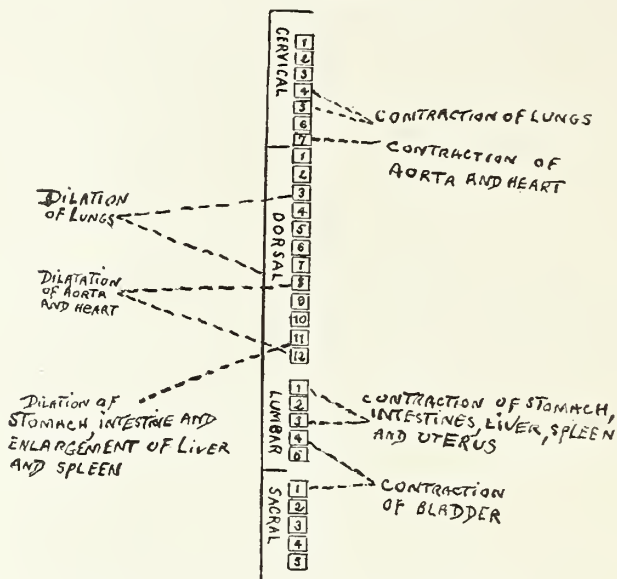 CERVICAL
1
2
3
4
5
6
7
CONTRACTION OF LUNGS
CONTRACTION OF
AORTA AND HEART
DORSAL
1
2
3
4
5
6
7
8
9
10
11
12
DILATION
OF LUNGS
DILATATION
OF AORTA
AND HEART
DILATION OF
STOMACH, INTESTINE AND
ENLARGEMENT OF LIVER
AND SPLEEN
LUMBAR
1
2
3
4
CONTRACTION OF STOMACH,
INTESTINES, LIVER, SPLEEN
AND UTERUS
SACRAL
1
2
3
4
5
CONTRACTION
OF BLADDER